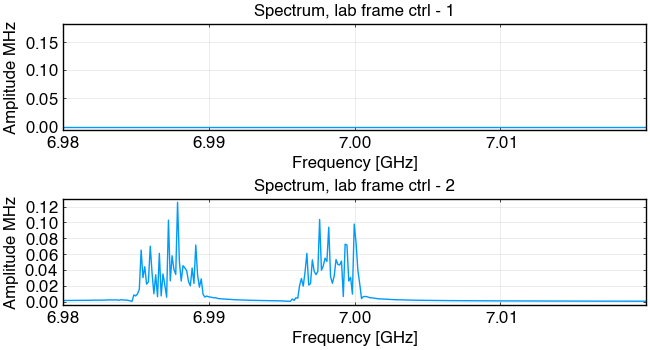 Spectrum, lab frame ctrl - 1
Amplitude MHz
0.15
0.10
0.05
0.00
6.98 6.99 7.00 7.01
Frequency [GHz]
Spectrum, lab frame ctrl - 2
Amplitude MHz
0.12
0.10
0.08
0.06
0.04
0.02
0.00
6.98 6.99 7.00 7.01
Frequency [GHz]